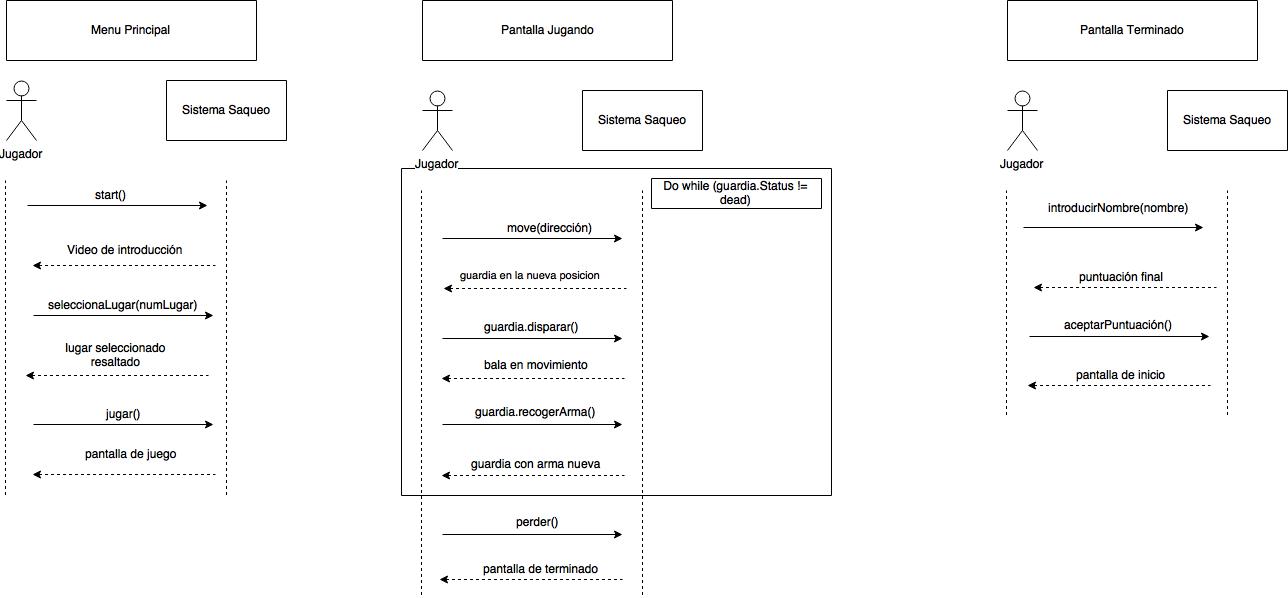 Menu Principal
Jugador
Sistema Saqueo
start()
Video de introducción
seleccionaLugar(numLugar)
lugar seleccionado
resaltado
jugar()
pantalla de juego
Pantalla Jugando
Jugador
Sistema Saqueo
Do while (guardia.Status !=
dead)
move(dirección)
guardia en la nueva posicion
guardia.disparar()
bala en movimiento
guardia.recogerArma()
guardia con arma nueva
perder()
pantalla de terminado
Pantalla Terminado
Jugador
Sistema Saqueo
introducirNombre(nombre)
puntuación final
aceptarPuntuación()
pantalla de inicio